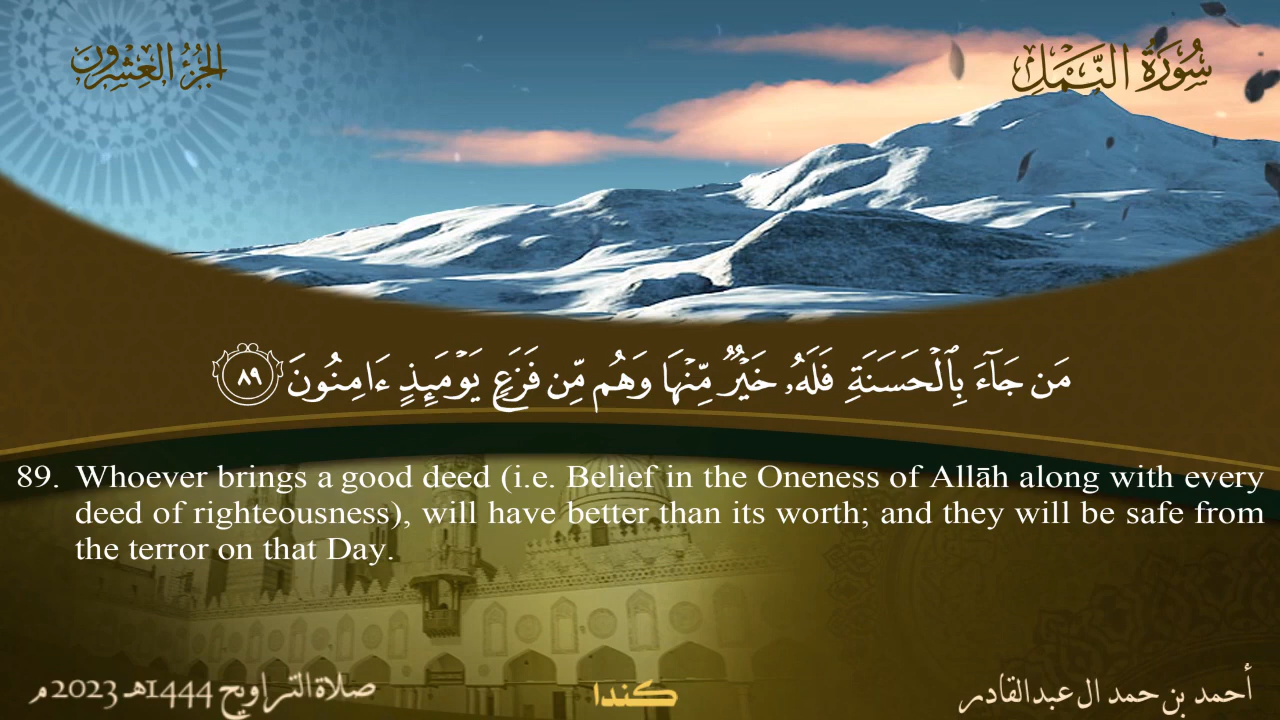 الجزء العشرون
سورة النمل
مَن جَآءَ بِٱلْحَسَنَةِ فَلَهُۥ خَيْرٌۭ مِّنْهَا وَهُم مِّن فَزَعٍۢ يَوْمَئِذٍ ءَامِنُونَ ٨٩
89. Whoever brings a good deed (i.e. Belief in the Oneness of Allāh along with every
deed of righteousness), will have better than its worth; and they will be safe from
the terror on that Day.
صلاة التراويح 1444هـ 2023م
كندا
أحمد بن حمد ال عبدالقادر